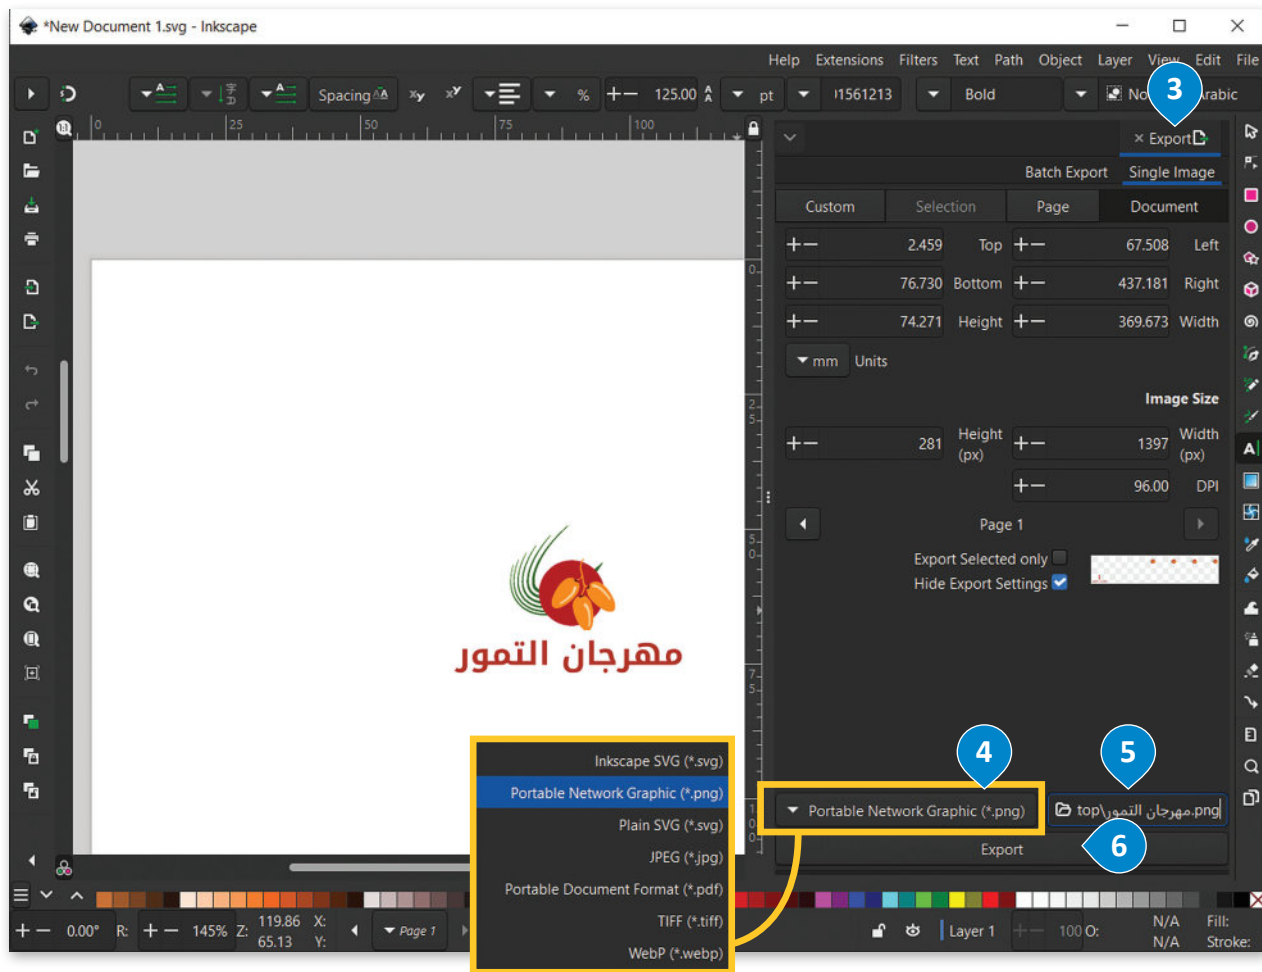 *New Document 1.svg - Inkscape
Help Extensions Filters Text Path Object Layer View Edit File
Spacing % 125.00 pt 11561213 Bold
0 25 50 75 100
3
Export
Batch Export Single Image
Custom Selection Page Document
2.459 Top 67.508 Left
76.730 Bottom 437.181 Right
74.271 Height 369.673 Width
mm Units
Image Size
281 Height (px) 1397 Width (px)
96.00 DPI
Page 1
Export Selected only
Hide Export Settings
مهرجان التمور
4
5
Portable Network Graphic (*.png)
top\مهرجان التمور.png
Export
6
Inkscape SVG (*.svg)
Portable Network Graphic (*.png)
Plain SVG (*.svg)
JPEG (*.jpg)
Portable Document Format (*.pdf)
TIFF (*.tiff)
WebP (*.webp)
0.00° R: 145% Z: 119.86 X:
65.13 Y:
Page 1
Layer 1
100 O:
N/A Fill:
N/A Stroke: